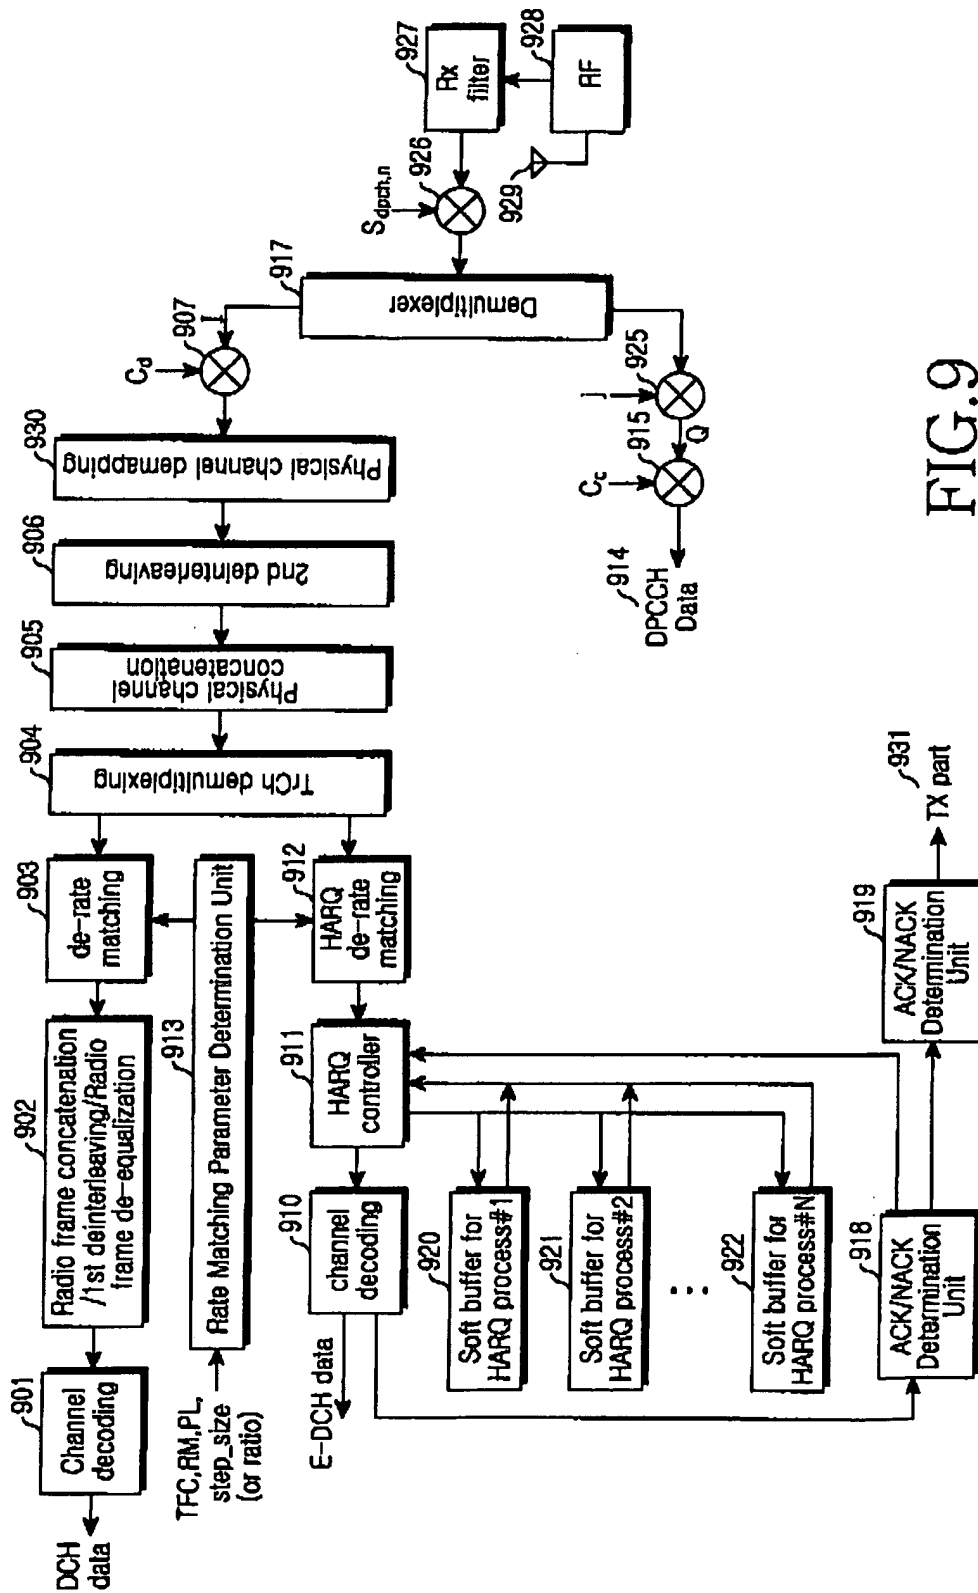 DCH
data
901
Channel
decoding
902
Radio frame concatenation
/1st deinterleaving/Radio
frame de-equalization
903
de-rate
matching
904
TrCh demultiplexing
905
Physical channel
concatenation
906
2nd deinterleaving
930
Physical channel demapping
Cd
907
I
917
Demultiplexer
Sdpch,n
926
927
Rx
filter
928
RF
929
TFC,RM,PL,
step_size
(or ratio)
913
Rate Matching Parameter Determination Unit
912
HARQ
de-rate
matching
911
HARQ
controller
910
channel
decoding
E-DCH data
920
Soft buffer for
HARQ process#1
921
Soft buffer for
HARQ process#2
...
922
Soft buffer for
HARQ process#N
918
ACK/NACK
Determination
Unit
919
ACK/NACK
Determination
Unit
931
TX part
914
DPCCH
Data
Cc
915
Q
j
925
FIG.9